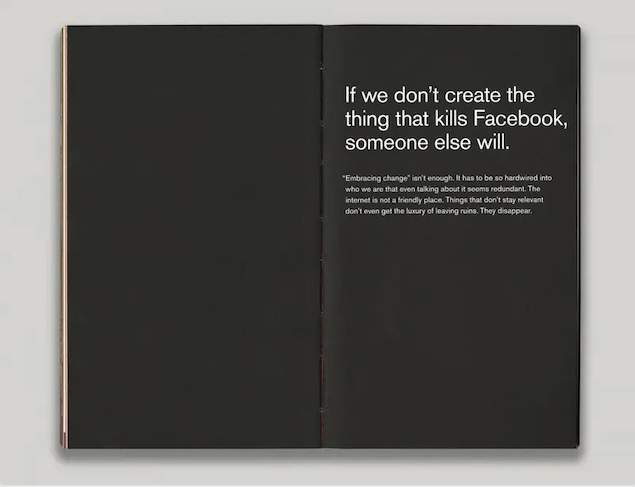 If we don’t create the
thing that kills Facebook,
someone else will.
“Embracing change” isn’t enough. It has to be so hardwired into
who we are that even talking about it seems redundant. The
internet is not a friendly place. Things that don’t stay relevant
don’t even get the luxury of leaving ruins. They disappear.